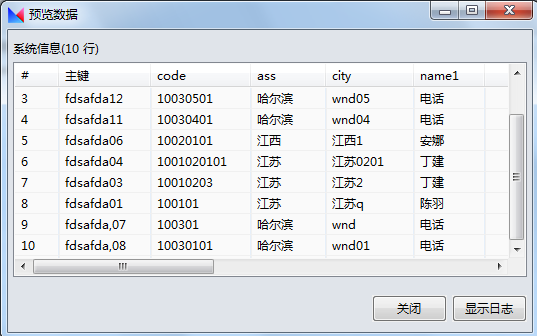 预览数据
系统信息(10 行)
# 主键 code ass city name1
3 fdsafda12 10030501 哈尔滨 wnd05 电话
4 fdsafda11 10030401 哈尔滨 wnd04 电话
5 fdsafda06 10020101 江西 江西1 安娜
6 fdsafda04 1001020101 江苏 江苏0201 丁建
7 fdsafda03 10010203 江苏 江苏2 丁建
8 fdsafda01 100101 江苏 江苏q 陈羽
9 fdsafda,07 100301 哈尔滨 wnd 电话
10 fdsafda,08 10030101 哈尔滨 wnd01 电话
关闭 显示日志